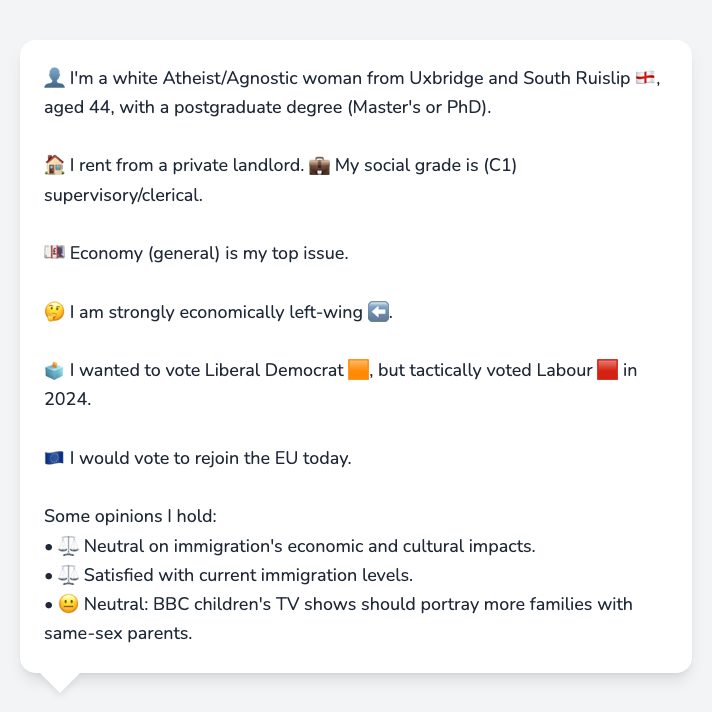 👤 I'm a white Atheist/Agnostic woman from Uxbridge and South Ruislip 🏴󠁧󠁢󠁥󠁮󠁧󠁿,
aged 44, with a postgraduate degree (Master's or PhD).
🏠 I rent from a private landlord. 💼 My social grade is (C1)
supervisory/clerical.
💷 Economy (general) is my top issue.
🤔 I am strongly economically left-wing ⬅️.
🗳️ I wanted to vote Liberal Democrat 🟧, but tactically voted Labour 🟥 in
2024.
🇪🇺 I would vote to rejoin the EU today.
Some opinions I hold:
• ⚖️ Neutral on immigration's economic and cultural impacts.
• ⚖️ Satisfied with current immigration levels.
• 😐 Neutral: BBC children's TV shows should portray more families with
same-sex parents.